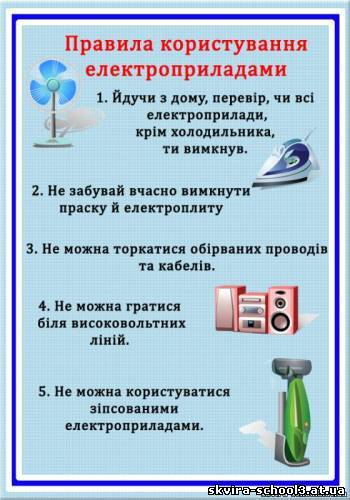 Правила користування
електроприладами
1. Йдучи з дому, перевір, чи всі
електроприлади,
крім холодильника,
ти вимкнув.
2. Не забувай вчасно вимкнути
праску й електроплиту
3. Не можна торкатися обірваних проводів
та кабелів.
4. Не можна гратися
біля високовольтних
ліній.
5. Не можна користуватися
зіпсованими
електроприладами.
skvira-school3.at.ua